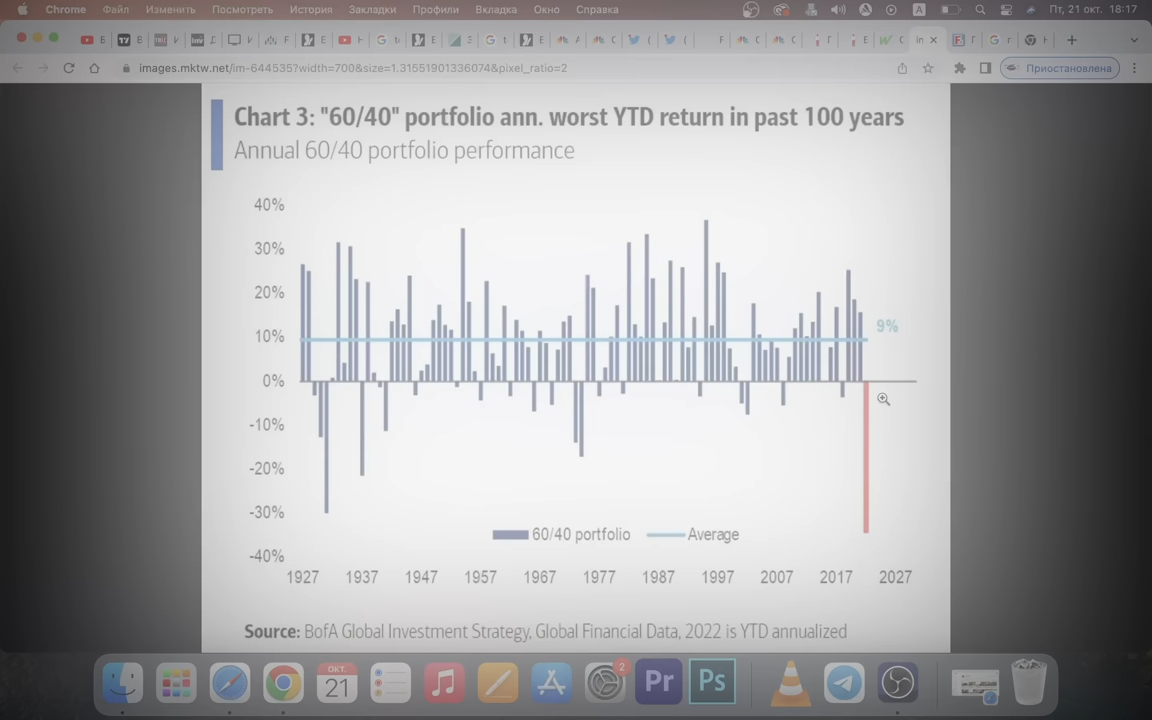 Chrome Файл Изменить Посмотреть История Закладки Профили Вкладка Окно Справка A Пт, 21 окт. 18:17
images.mktw.net/im-644535?width=700&size=1.31551901336074&pixel_ratio=2 Приостановлена
Chart 3: "60/40" portfolio ann. worst YTD return in past 100 years
Annual 60/40 portfolio performance
40%
30%
20%
10%
9%
0%
-10%
-20%
-30%
60/40 portfolio Average
-40%
1927 1937 1947 1957 1967 1977 1987 1997 2007 2017 2027
Source: BofA Global Investment Strategy, Global Financial Data, 2022 is YTD annualized
ОКТ. 2
21 Pr Ps